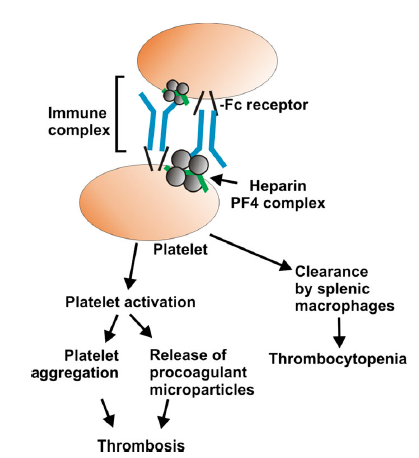 Immune
complex
-Fc receptor
Heparin
PF4 complex
Platelet
Platelet activation
Clearance
by splenic
macrophages
Platelet
aggregation
Release of
procoagulant
microparticles
Thrombocytopenia
Thrombosis